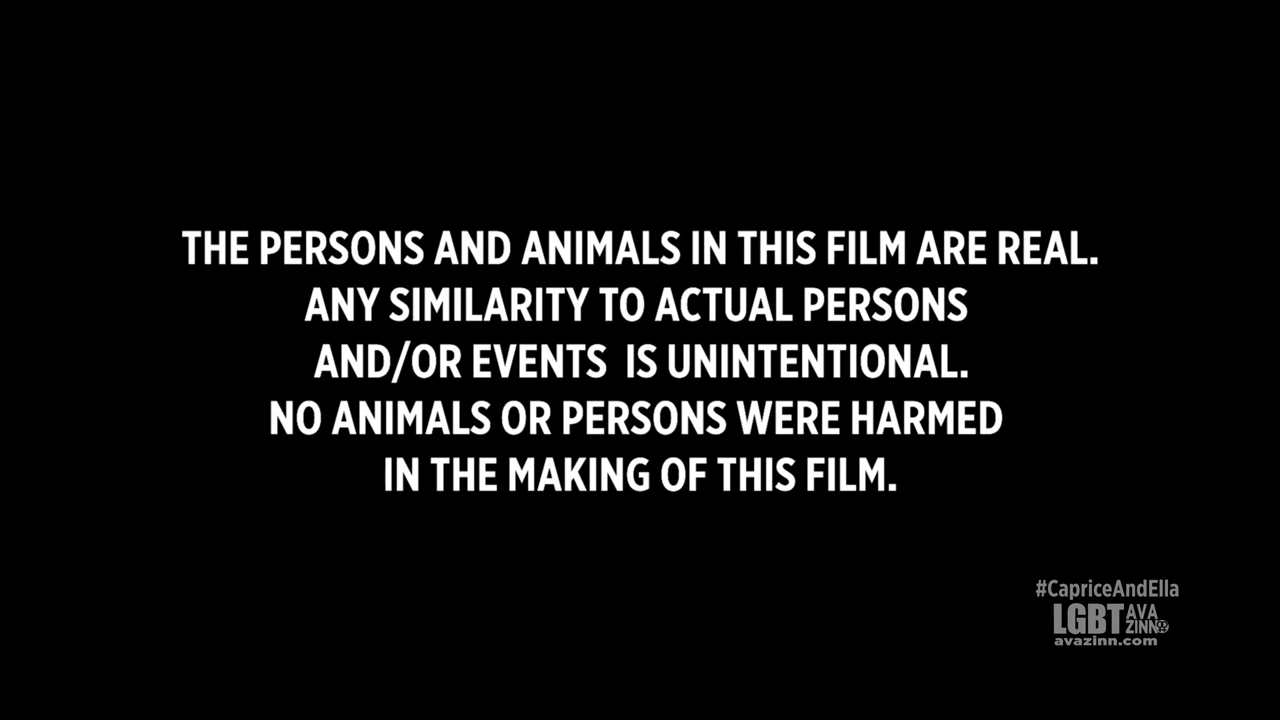 THE PERSONS AND ANIMALS IN THIS FILM ARE REAL.
ANY SIMILARITY TO ACTUAL PERSONS
AND/OR EVENTS IS UNINTENTIONAL.
NO ANIMALS OR PERSONS WERE HARMED
IN THE MAKING OF THIS FILM.
#CapriceAndElla
LGBT AVA
ZINN
avazinn.com